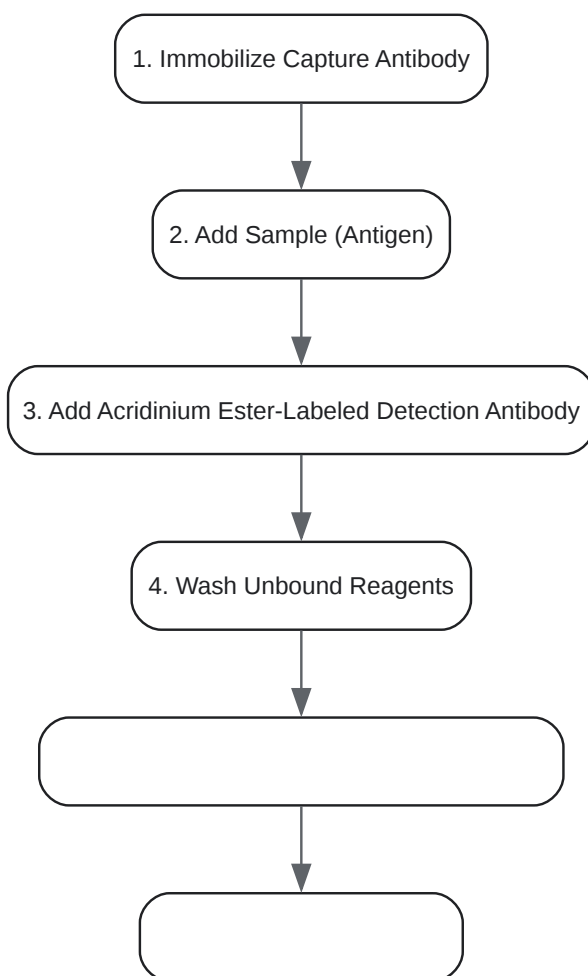 1. Immobilize Capture Antibody
2. Add Sample (Antigen)
3. Add Acridinium Ester-Labeled Detection Antibody
4. Wash Unbound Reagents